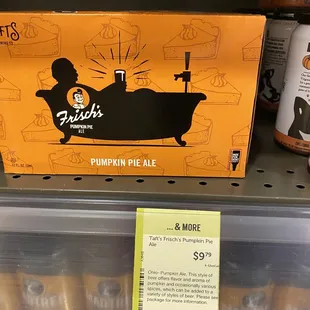 FTS
Frisch's
PUMPKIN PIE
ALE
PUMPKIN PIE ALE
... & MORE
Taft's Frisch's Pumpkin Pie
Ale
$9.79
Ohio- Pumpkin Ale. This style of
beer offers flavor and aroma of
pumpkin and occasionally various
spices, which can be added to a
variety of styles of beer. Please see
package for more information.